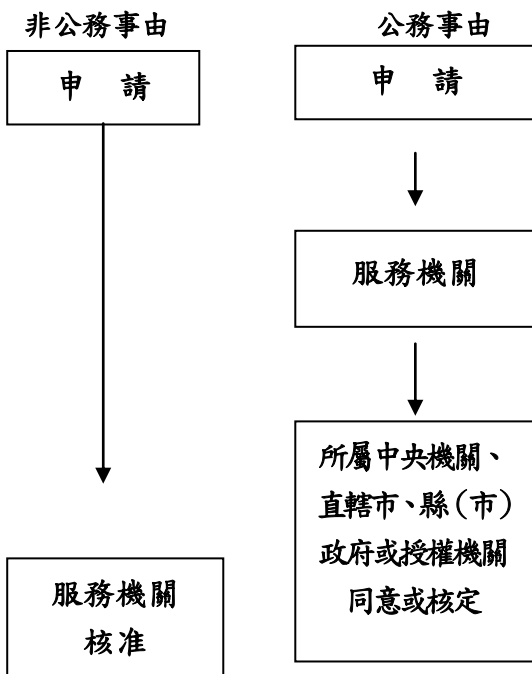 非公務事由
申 請
服務機關
核准
公務事由
申 請
服務機關
所屬中央機關、
直轄市、縣(市)
政府或授權機關
同意或核定